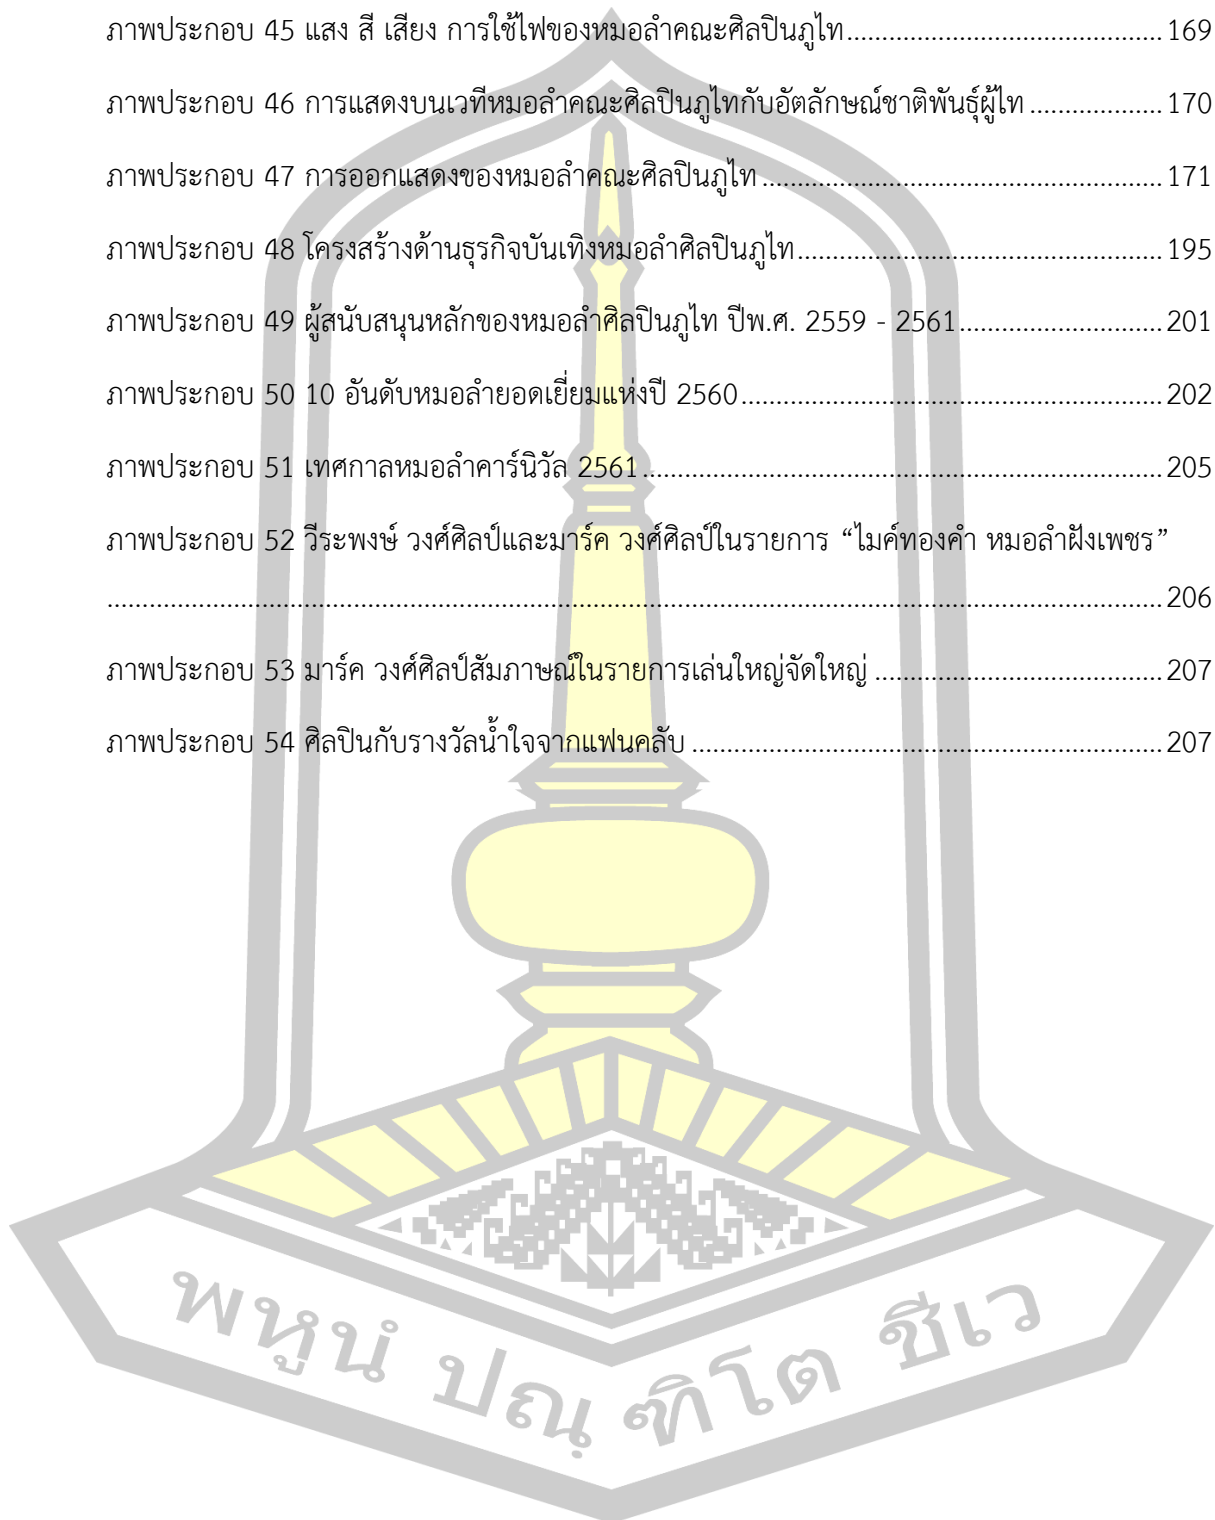 ภาพประกอบ 45 แสง สี เสียง การใช้ไฟของหมอลำคณะศิลปินภูไท............................................. 169
ภาพประกอบ 46 การแสดงบนเวทีหมอลำคณะศิลปินภูไทกับอัตลักษณ์ชาติพันธุ์ผู้ไท ................... 170
ภาพประกอบ 47 การออกแสดงของหมอลำคณะศิลปินภูไท ......................................................... 171
ภาพประกอบ 48 โครงสร้างด้านธุรกิจบันเทิงหมอลำศิลปินภูไท.................................................... 195
ภาพประกอบ 49 ผู้สนับสนุนหลักของหมอลำศิลปินภูไท ปีพ.ศ. 2559 - 2561............................. 201
ภาพประกอบ 50 10 อันดับหมอลำยอดเยี่ยมแห่งปี 2560............................................................ 202
ภาพประกอบ 51 เทศกาลหมอลำคาร์นิวัล 2561.......................................................................... 205
ภาพประกอบ 52 วีระพงษ์ วงศ์ศิลป์และมาร์ค วงศ์ศิลป์ในรายการ “ไมค์ทองคำ หมอลำฝังเพชร”
...................................................................................................................................................... 206
ภาพประกอบ 53 มาร์ค วงศ์ศิลป์สัมภาษณ์ในรายการเล่นใหญ่จัดใหญ่ ......................................... 207
ภาพประกอบ 54 ศิลปินกับรางวัลน้ำใจจากแฟนคลับ ................................................................... 207
พหูนํ ปณฺฑิโต ชีเว